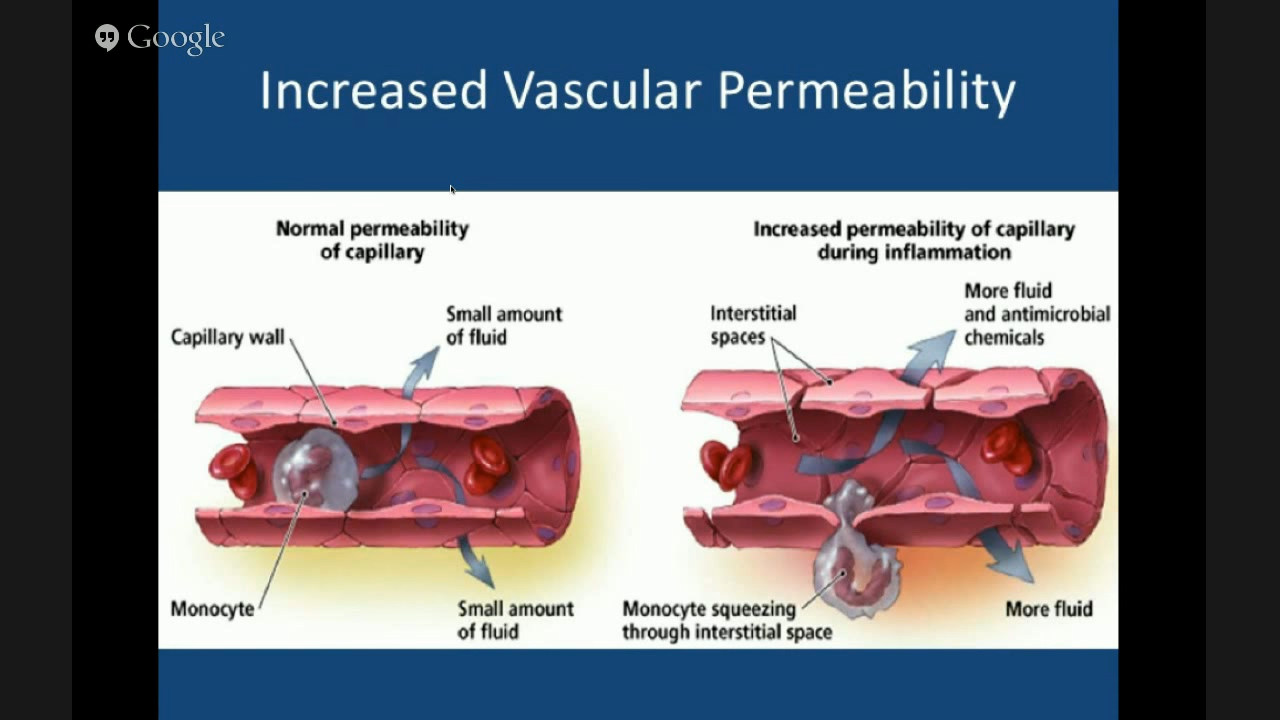 Google
Increased Vascular Permeability
Normal permeability
of capillary
Capillary wall
Small amount
of fluid
Monocyte
Small amount
of fluid
Increased permeability of capillary
during inflammation
Interstitial
spaces
More fluid
and antimicrobial
chemicals
Monocyte squeezing
through interstitial space
More fluid